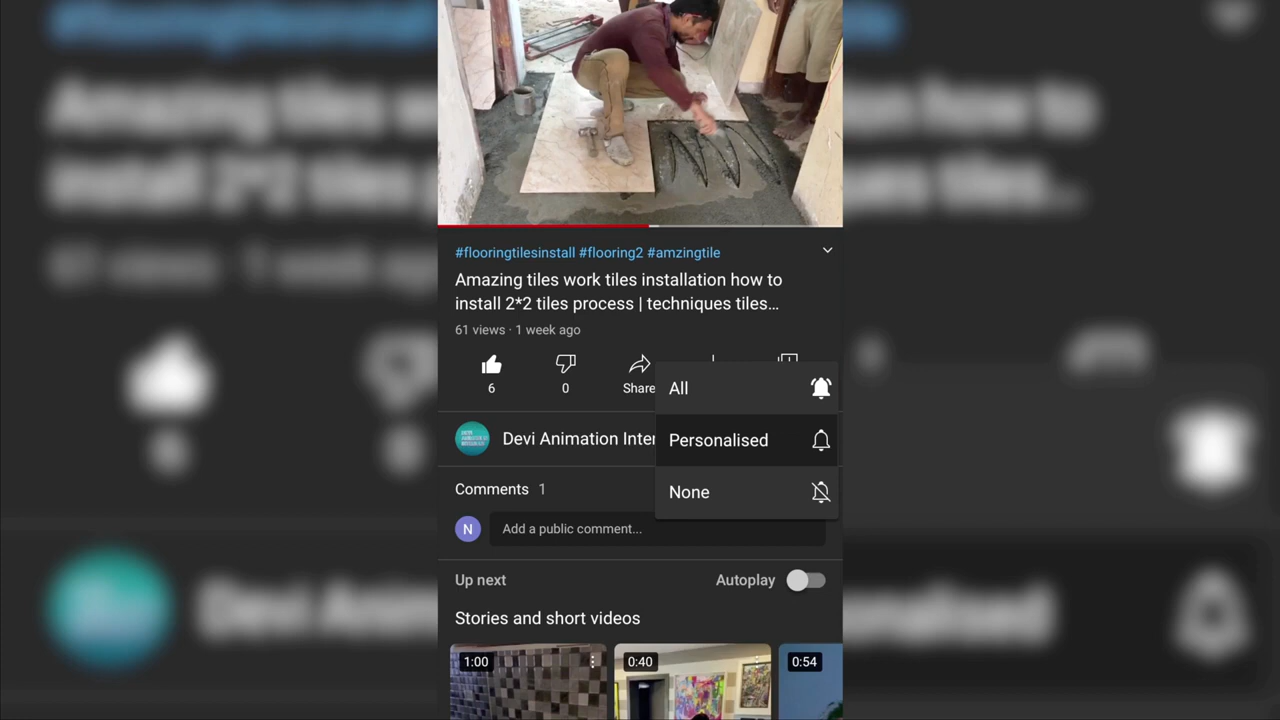 #flooringtilesinstall #flooring2 #amzingtile
Amazing tiles work tiles installation how to
install 2*2 tiles process | techniques tiles...
61 views · 1 week ago
6
0
Share
All
Personalised
None
Devi Animation Inter
Comments 1
N
Add a public comment...
Up next
Autoplay
Stories and short videos
1:00
0:40
0:54